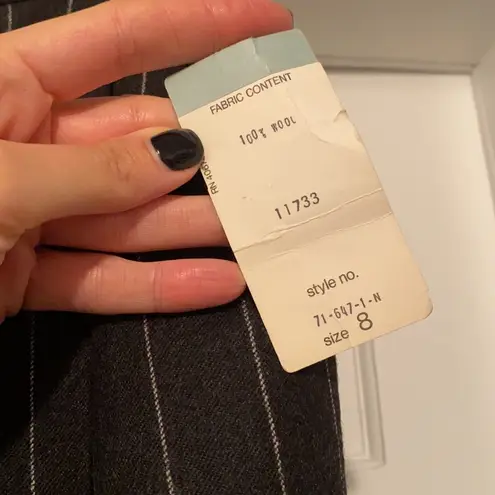 FABRIC CONTENT
100% WOOL
11733
style no.
71-647-1-N
size 8